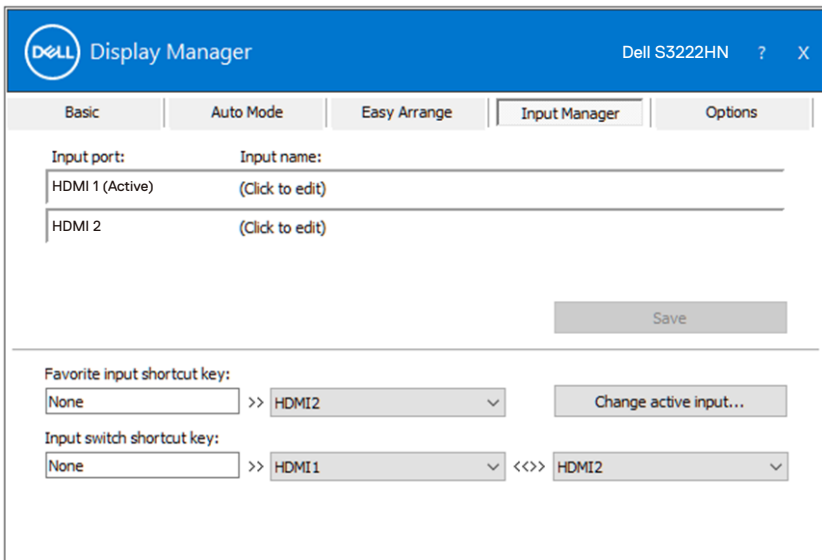 DELL Display Manager Dell S3222HN ? X
Basic Auto Mode Easy Arrange Input Manager Options
Input port: Input name:
HDMI 1 (Active) (Click to edit)
HDMI 2 (Click to edit)
Save
Favorite input shortcut key:
None >> HDMI2 Change active input...
Input switch shortcut key:
None >> HDMI1 <<>> HDMI2